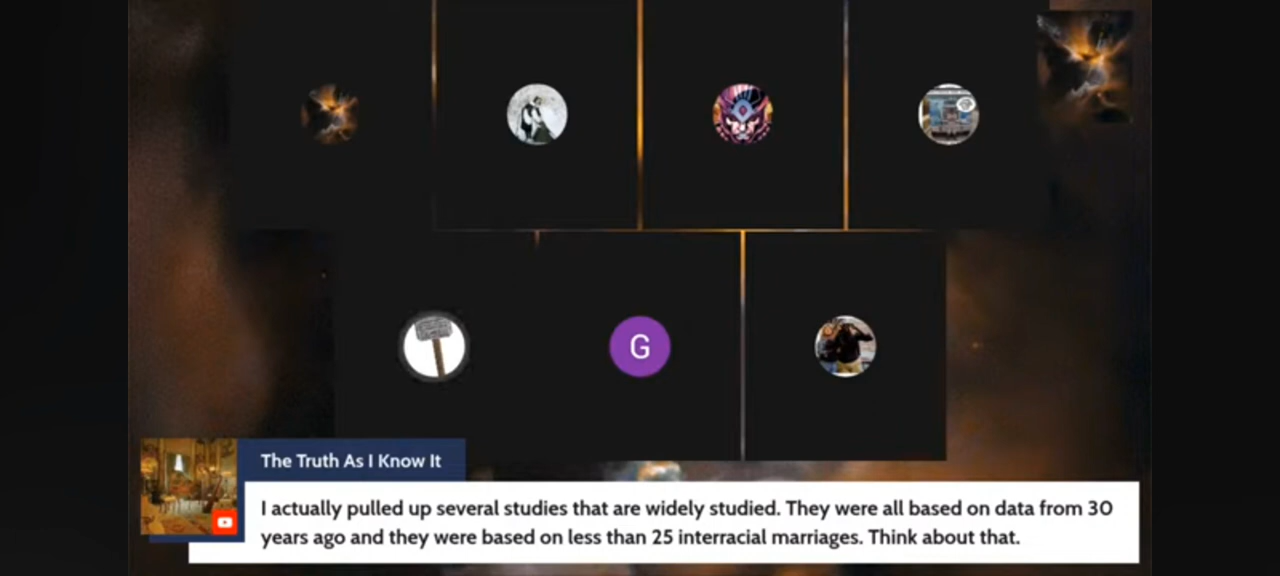 G
The Truth As I Know It
I actually pulled up several studies that are widely studied. They were all based on data from 30
years ago and they were based on less than 25 interracial marriages. Think about that.